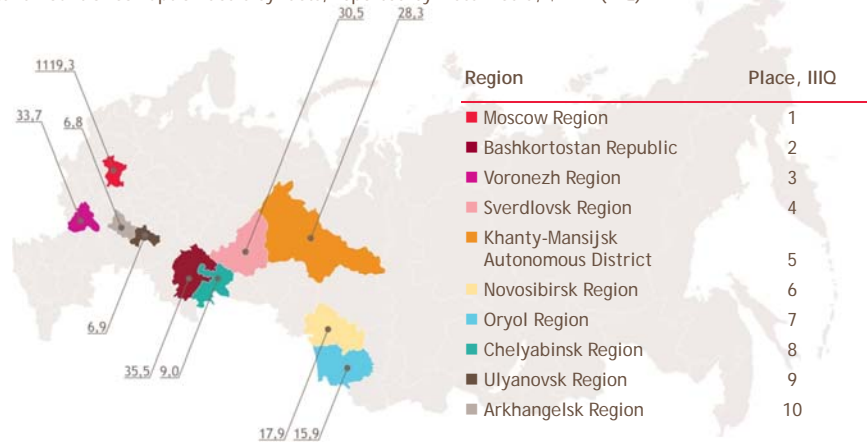 30,5
28,3
1119,3
33,7
6,8
6,9
35,5 9,0
17,9 15,9
Region Place, IIIQ
Moscow Region 1
Bashkortostan Republic 2
Voronezh Region 3
Sverdlovsk Region 4
Khanty-Mansijsk
Autonomous District 5
Novosibirsk Region 6
Oryol Region 7
Chelyabinsk Region 8
Ulyanovsk Region 9
Arkhangelsk Region 10